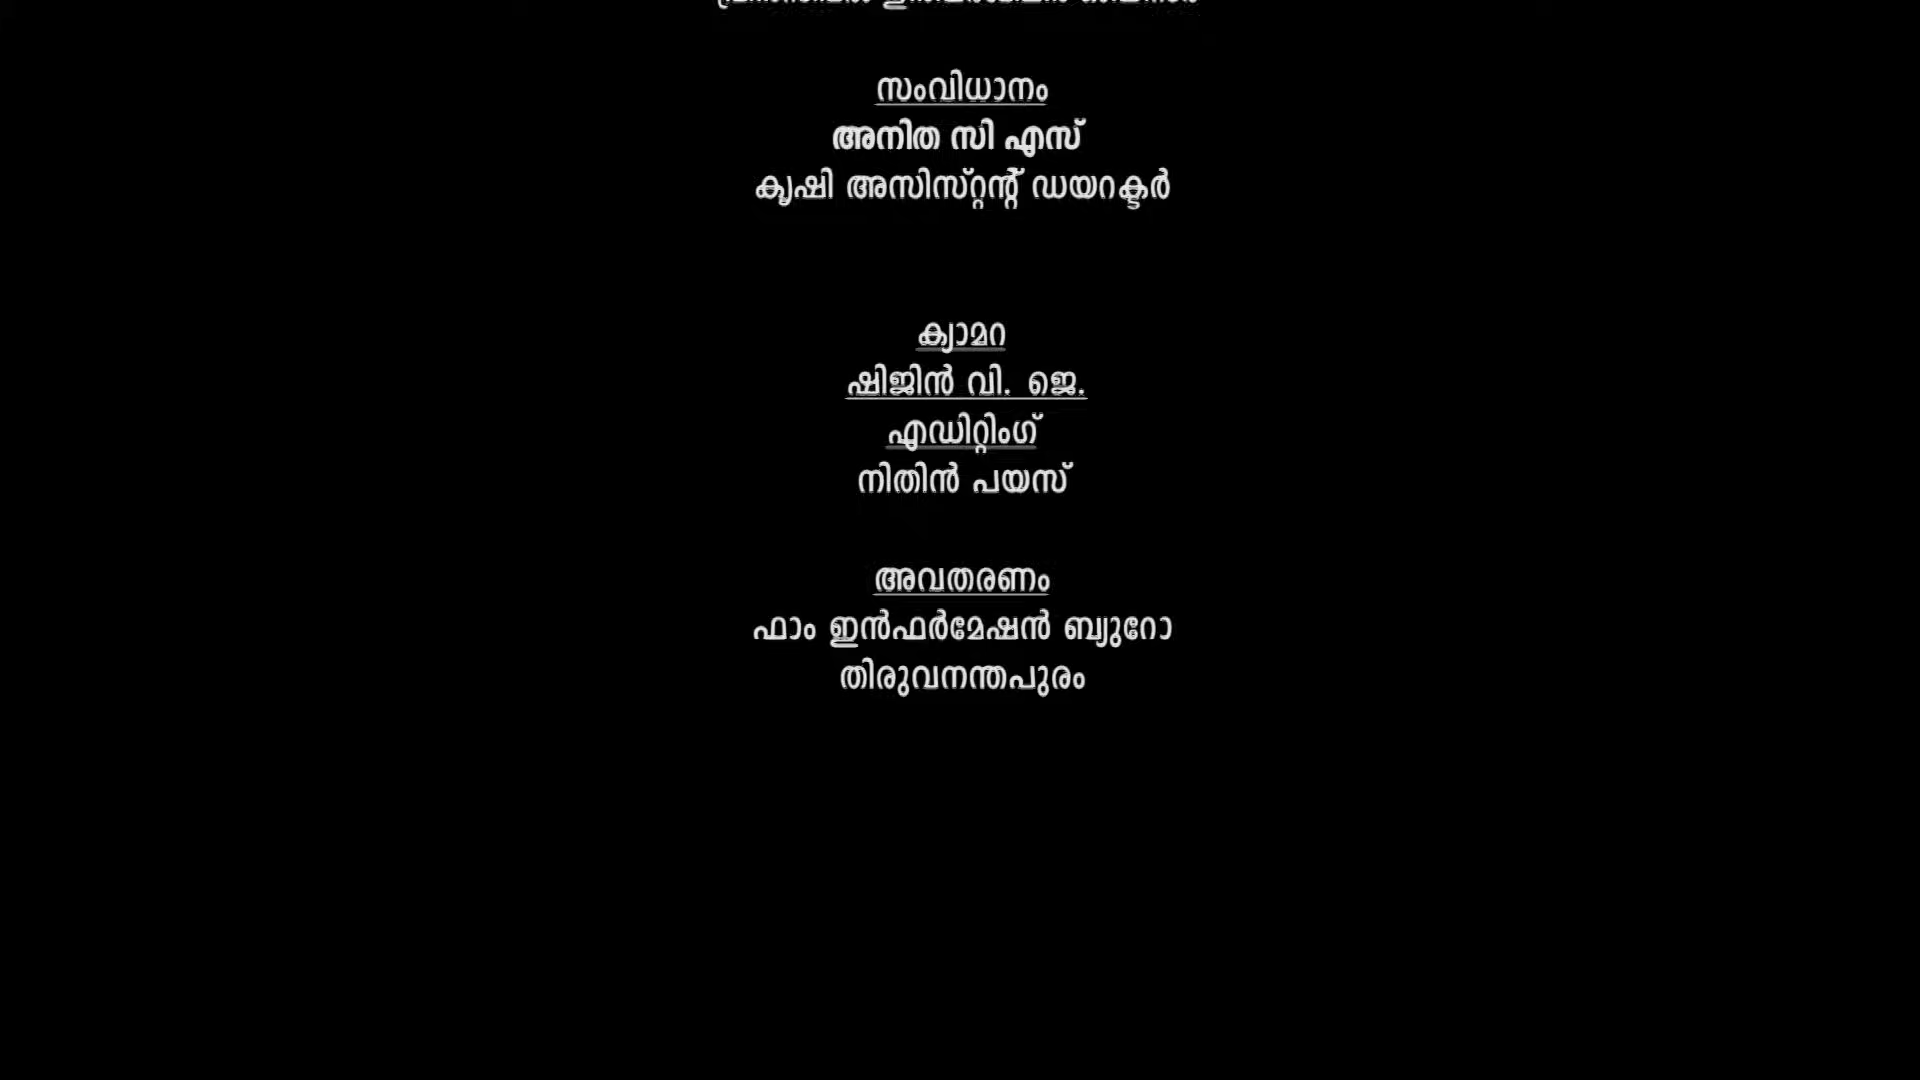 സംവിധാനം
അനിത സി എസ്
കൃഷി അസിസ്റ്റന്റ് ഡയറക്ടർ
ക്യാമറ
ഷിജിൻ വി. ജെ.
എഡിറ്റിംഗ്
നിതിൻ പയസ്
അവതരണം
ഫാം ഇൻഫർമേഷൻ ബ്യുറോ
തിരുവനന്തപുരം